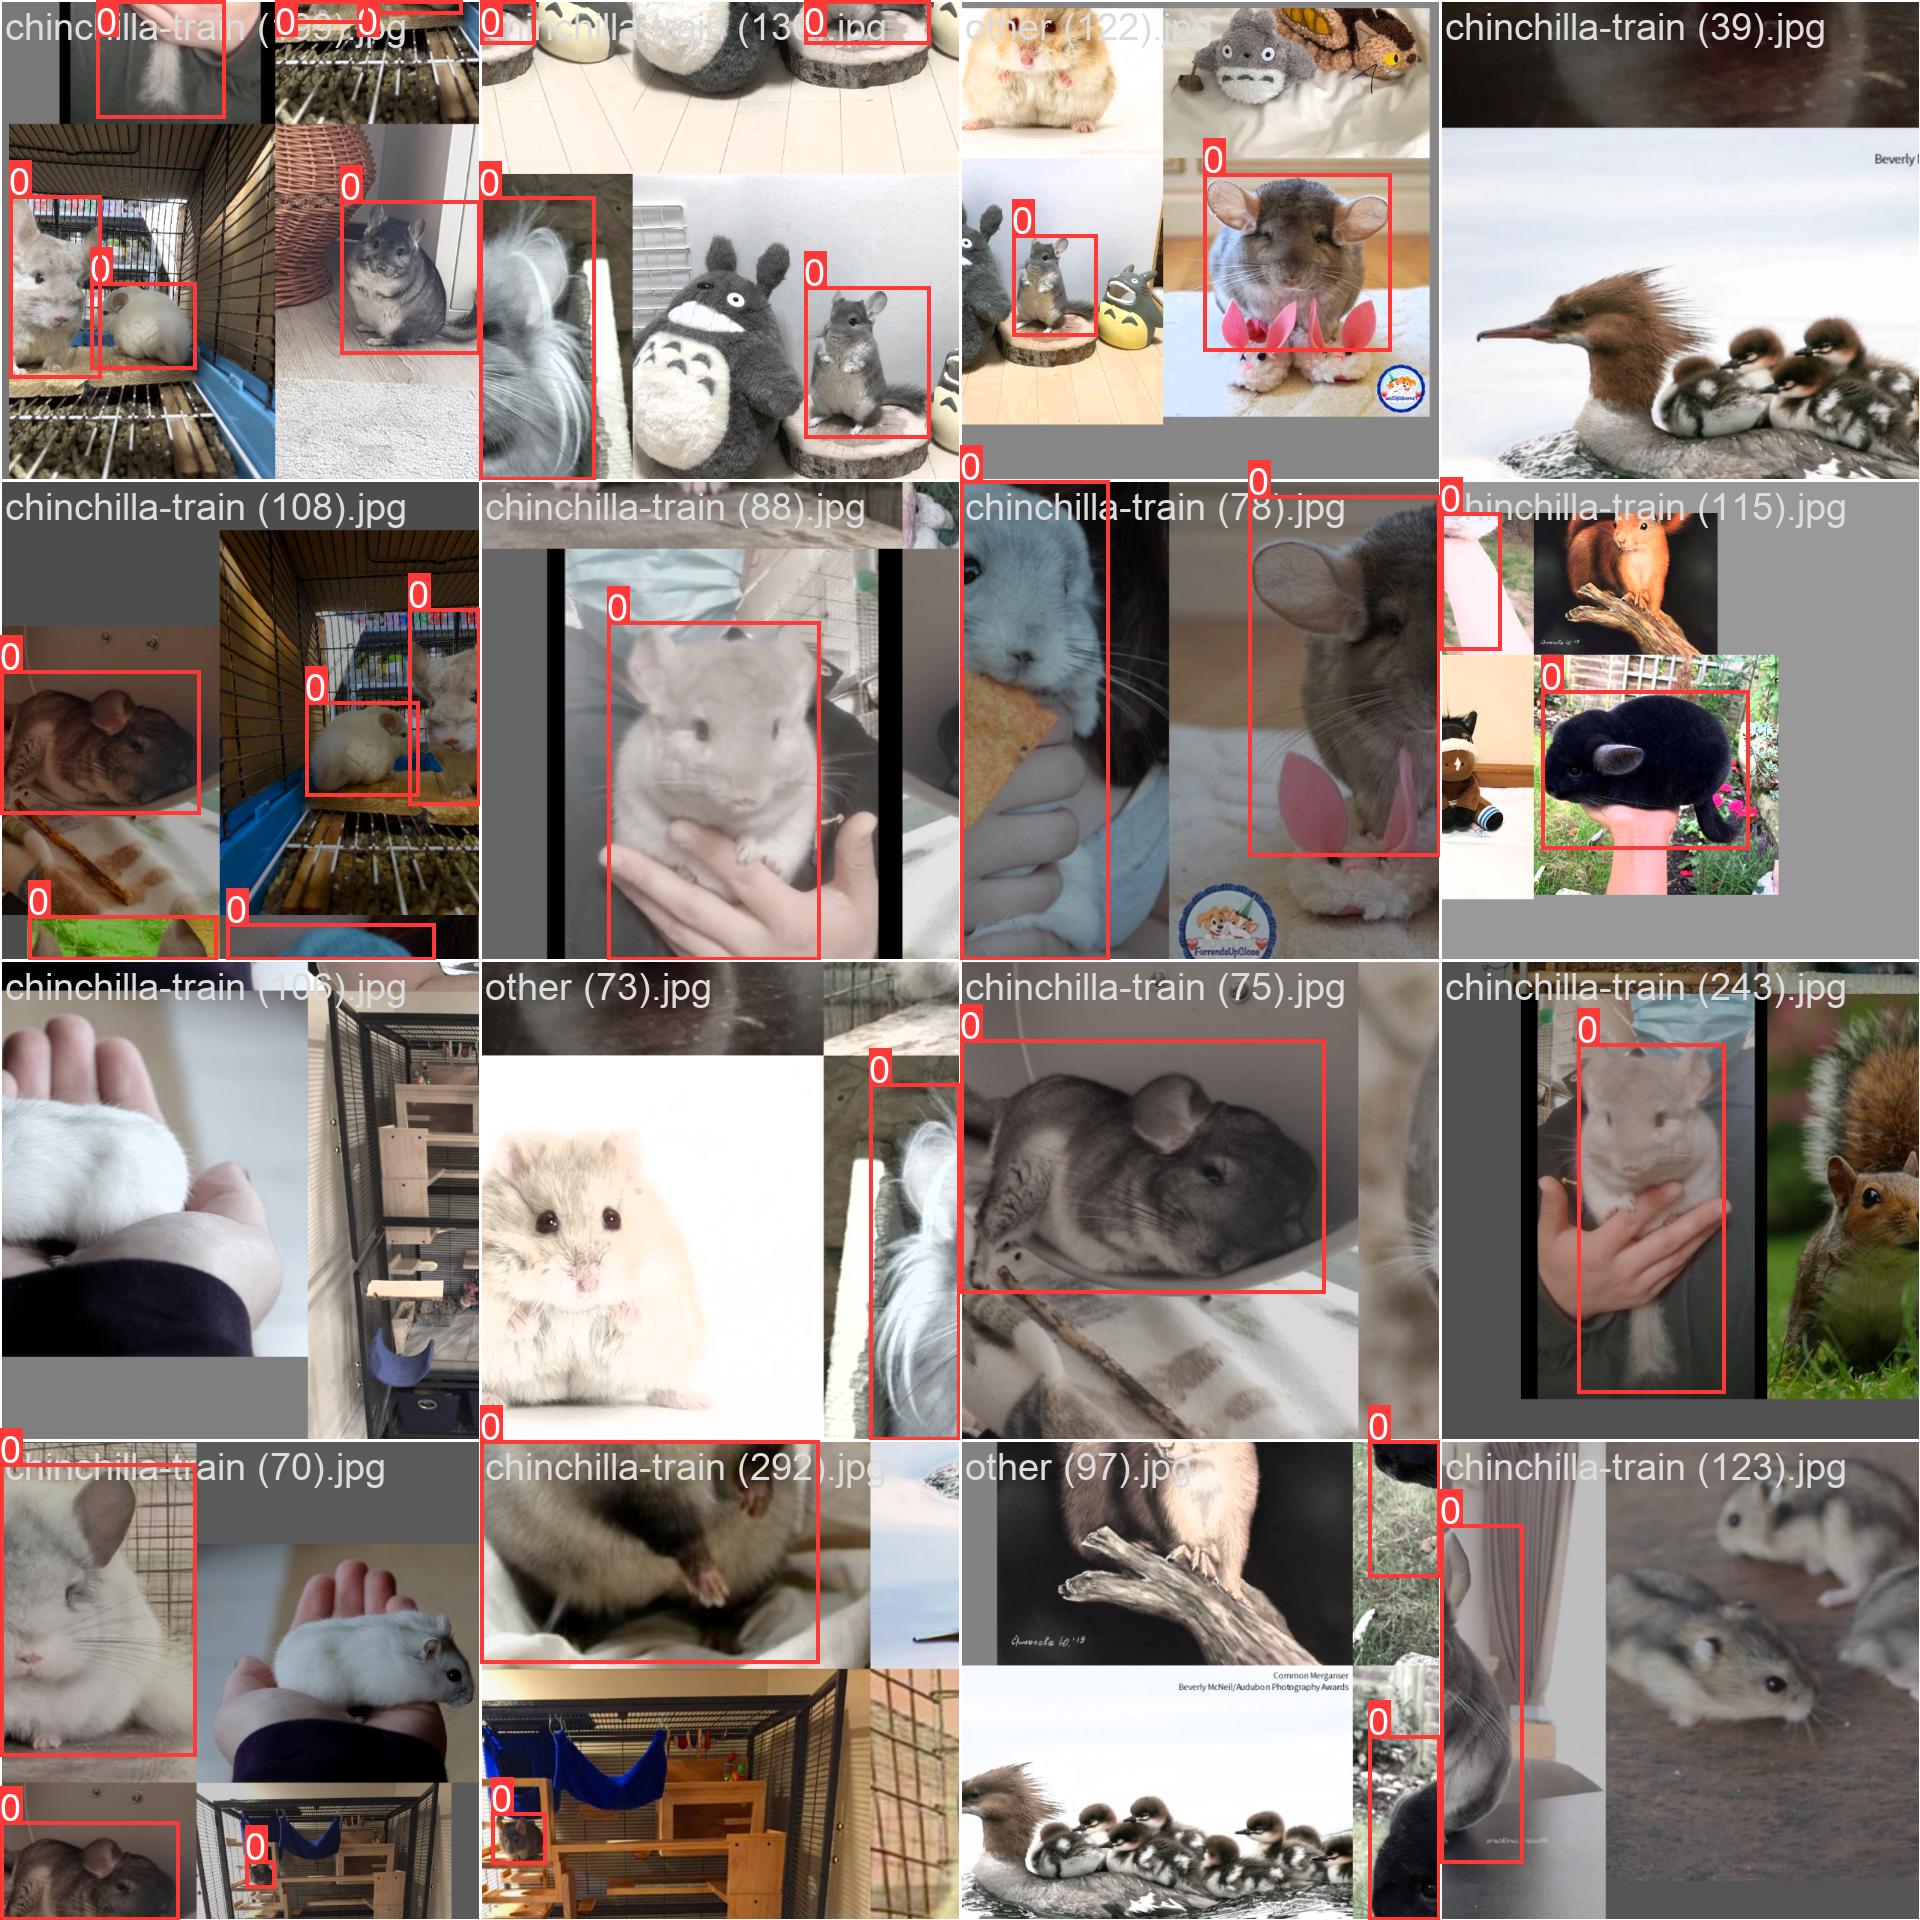 chinchilla-train (199).jpg
0
0
0
0
0
0
chinchilla-train (130).jpg
0
0
0
0
other (122).jpg
0
0
chinchilla-train (39).jpg
Beverly
chinchilla-train (108).jpg
0
0
0
0
0
chinchilla-train (88).jpg
0
chinchilla-train (78).jpg
0
0
FurrendsUpClose
chinchilla-train (115).jpg
0
0
chinchilla-train (106).jpg
other (73).jpg
0
chinchilla-train (75).jpg
0
chinchilla-train (243).jpg
0
chinchilla-train (70).jpg
0
0
0
chinchilla-train (292).jpg
0
0
other (97).jpg
0
0
Common Merganser
Beverly McNeil/Audubon Photography Awards
chinchilla-train (123).jpg
0